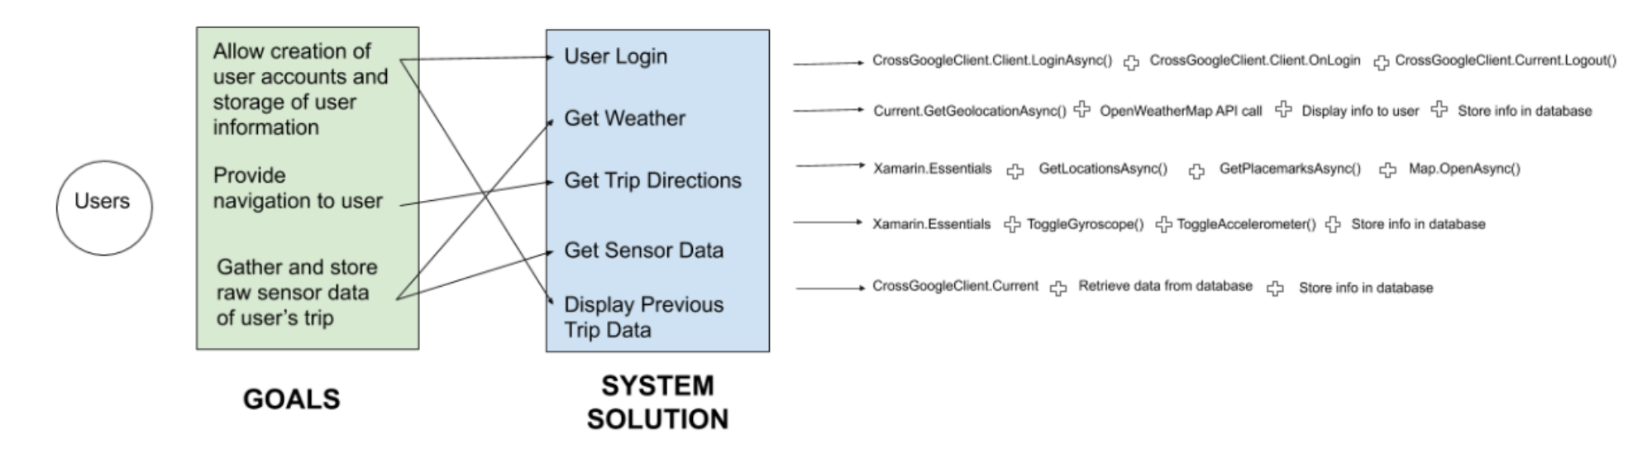 Users
Allow creation of
user accounts and
storage of user
information
Provide
navigation to user
Gather and store
raw sensor data
of user's trip
GOALS
User Login
Get Weather
Get Trip Directions
Get Sensor Data
Display Previous
Trip Data
SYSTEM
SOLUTION
CrossGoogleClient.Client.LoginAsync() CrossGoogleClient.Client.OnLogin CrossGoogleClient.Current.Logout()
Current.GetGeolocationAsync() OpenWeatherMap API call Display info to user Store info in database
Xamarin.Essentials GetLocationsAsync() GetPlacemarksAsync() Map.OpenAsync()
Xamarin.Essentials ToggleGyroscope() ToggleAccelerometer() Store info in database
CrossGoogleClient.Current Retrieve data from database Store info in database